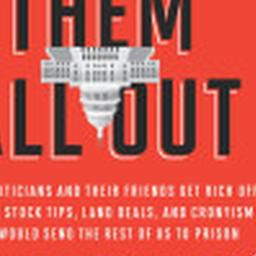 THEM
ALL OUT
POLITICIANS AND THEIR FRIENDS GET RICH OFF
STOCK TIPS, LAND DEALS, AND CRONYISM
WOULD SEND THE REST OF US TO PRISON